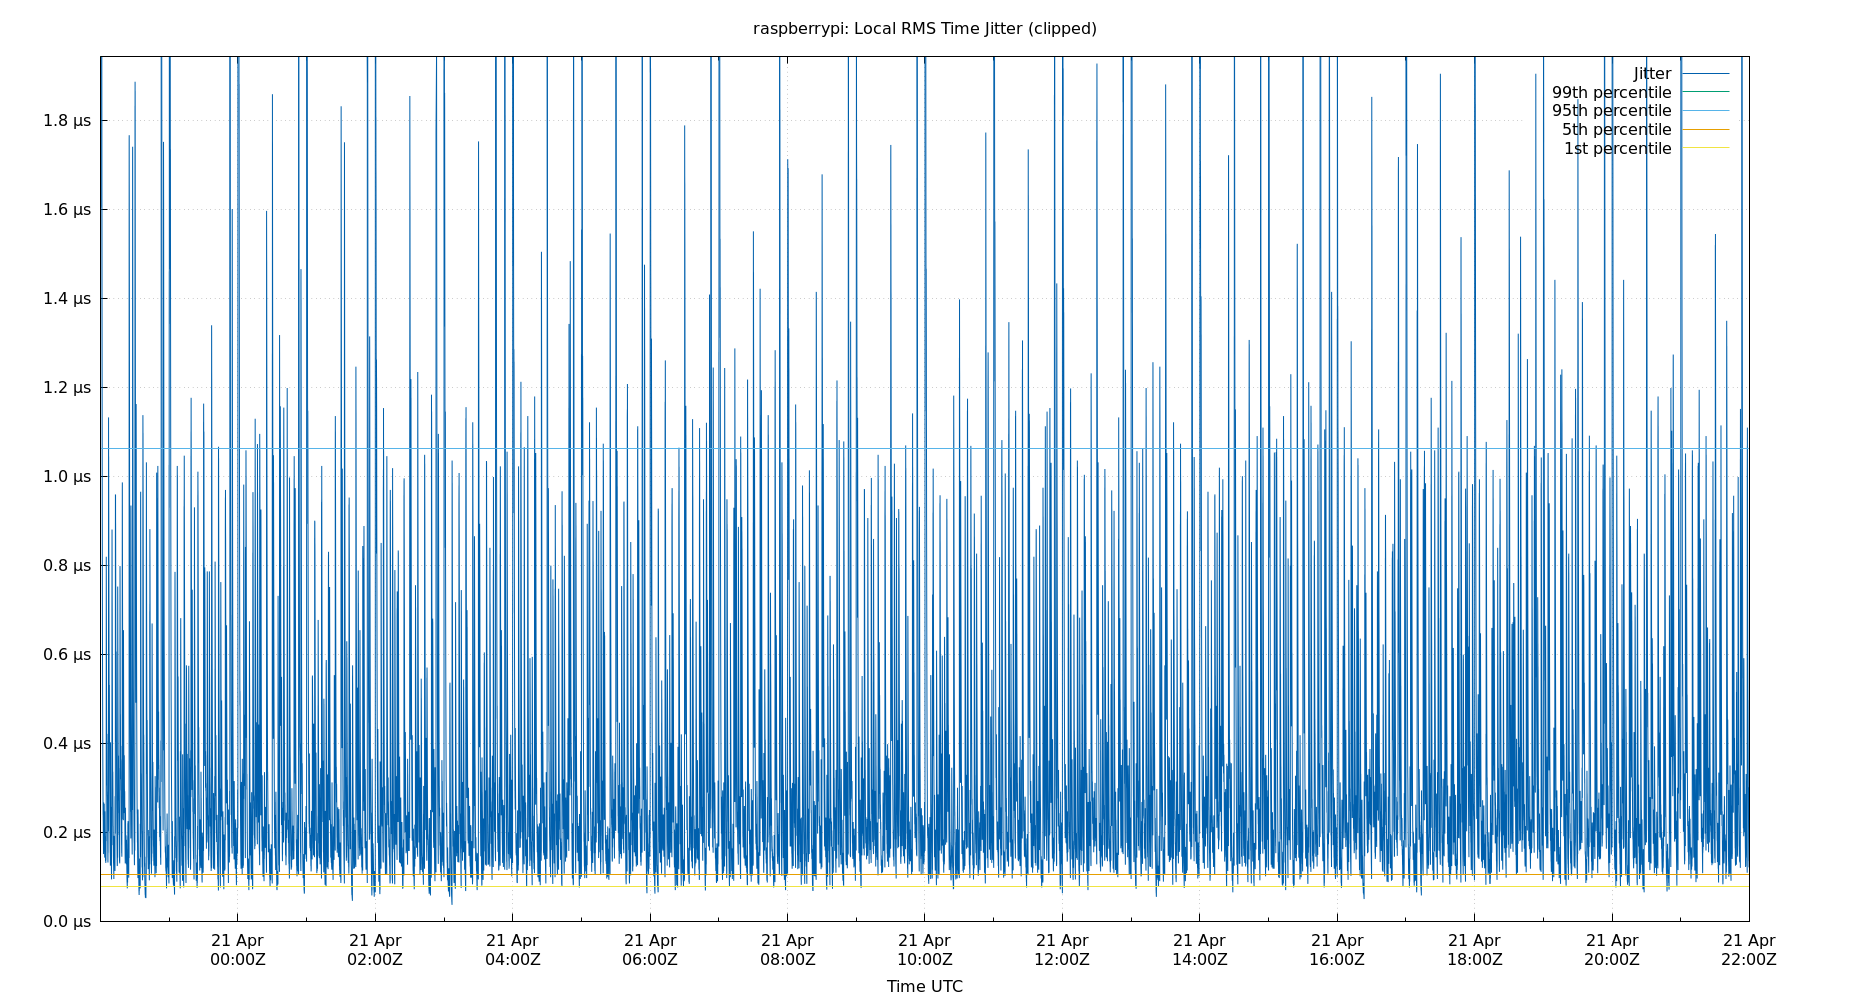 raspberrypi: Local RMS Time Jitter (clipped)
Jitter
99th percentile
95th percentile
5th percentile
1st percentile
1.8 µs
1.6 µs
1.4 µs
1.2 µs
1.0 µs
0.8 µs
0.6 µs
0.4 µs
0.2 µs
0.0 µs
21 Apr 21 Apr 21 Apr 21 Apr 21 Apr 21 Apr 21 Apr 21 Apr 21 Apr 21 Apr 21 Apr 21 Apr
00:00Z 02:00Z 04:00Z 06:00Z 08:00Z 10:00Z 12:00Z 14:00Z 16:00Z 18:00Z 20:00Z 22:00Z
Time UTC